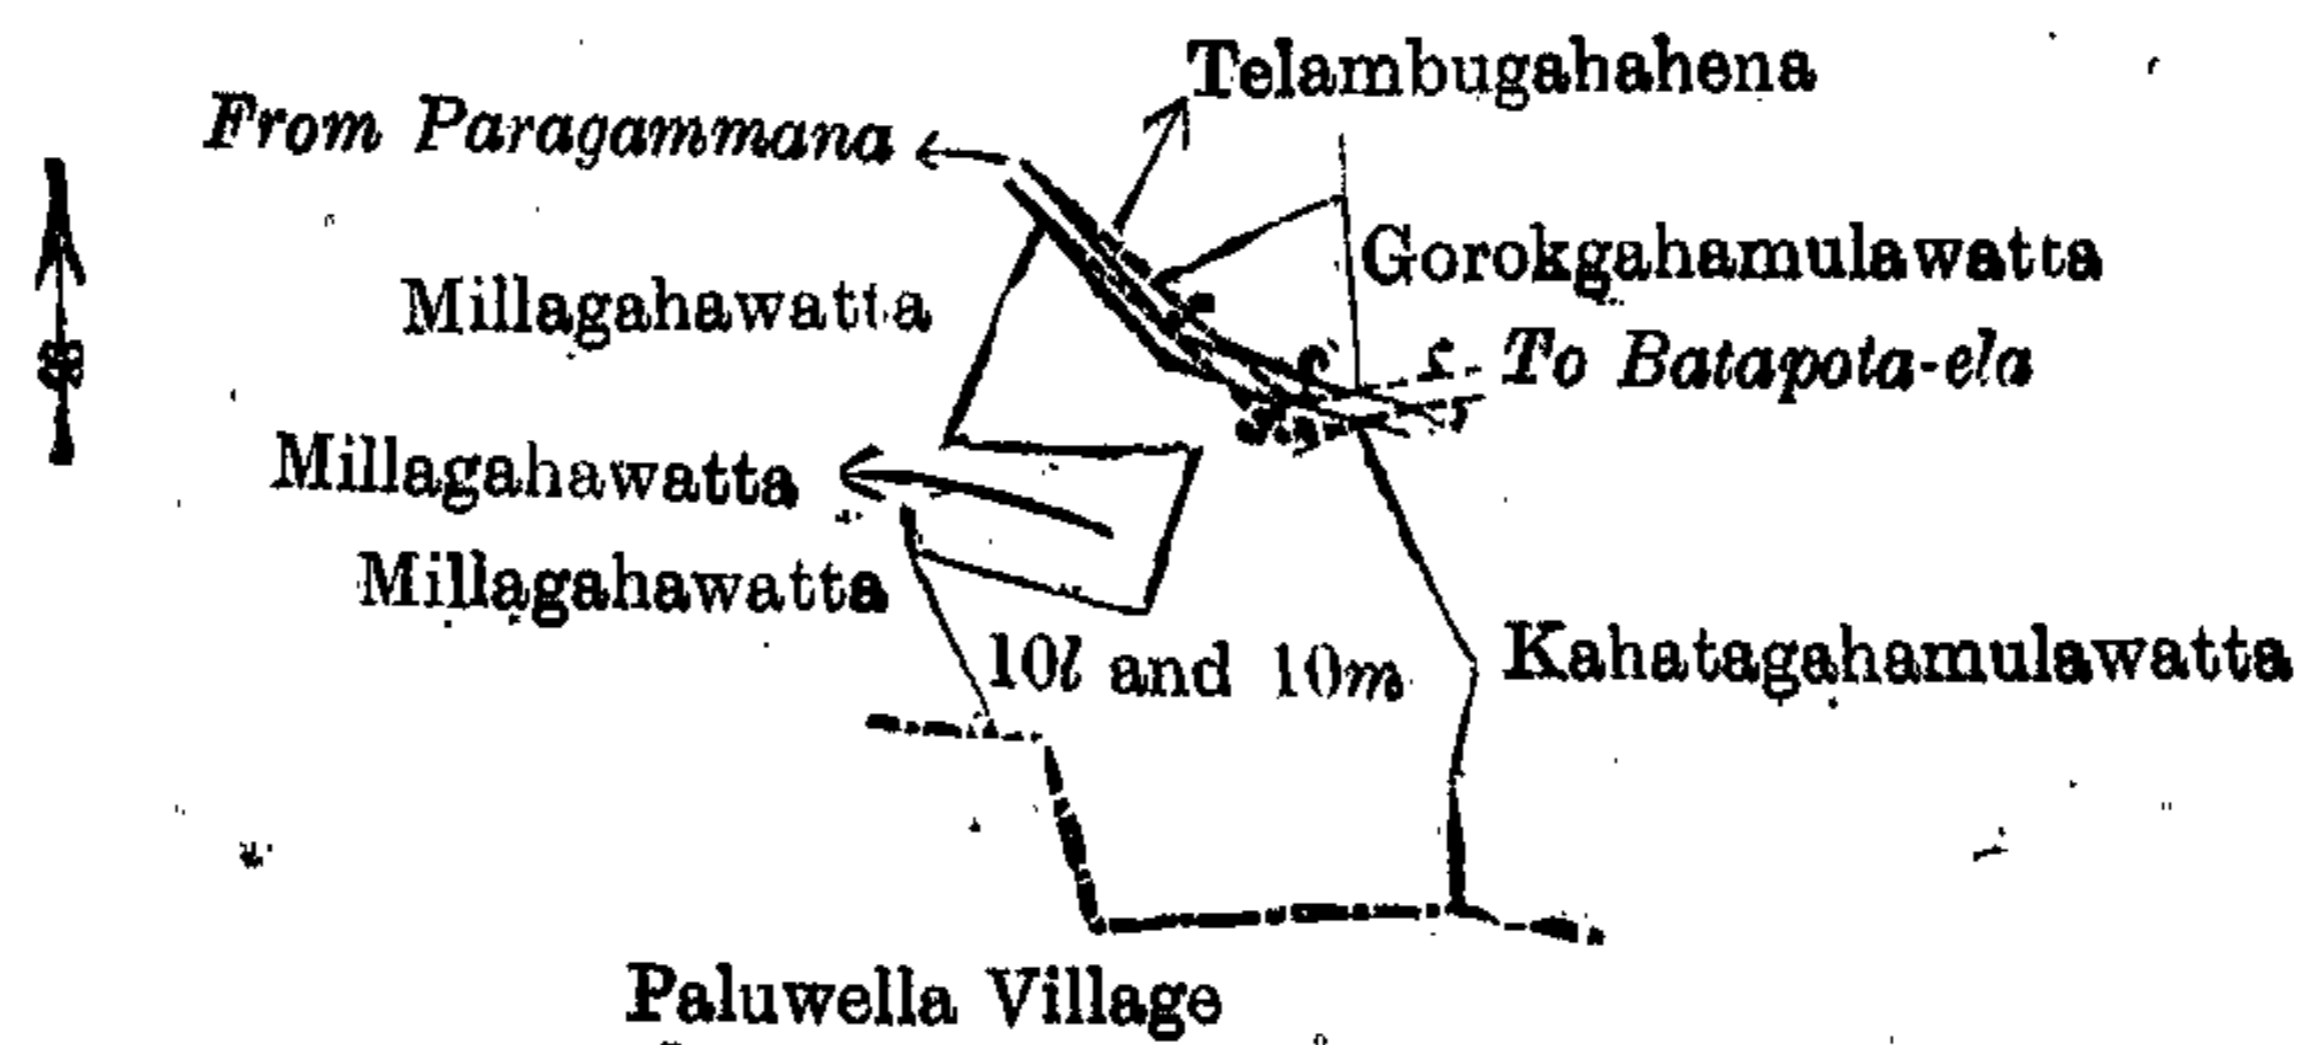 Telambugahahena
From Paragammana
Gorokgahamulawatta
Millagahawatta
To Batapota-ela
Millagahawatta
Millagahawatta
10l and 10m
Kahatagahamulawatta
Paluwella Village